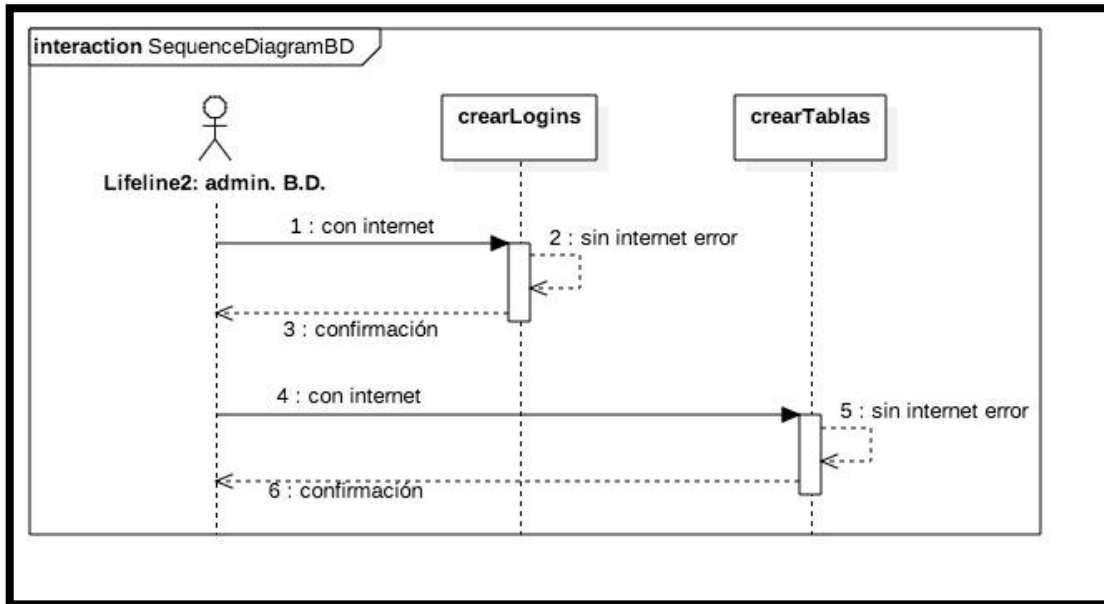 interaction SequenceDiagramBD
crearLogins
crearTablas
Lifeline2: admin. B.D.
1 : con internet
2 : sin internet error
3 : confirmación
4 : con internet
5 : sin internet error
6 : confirmación